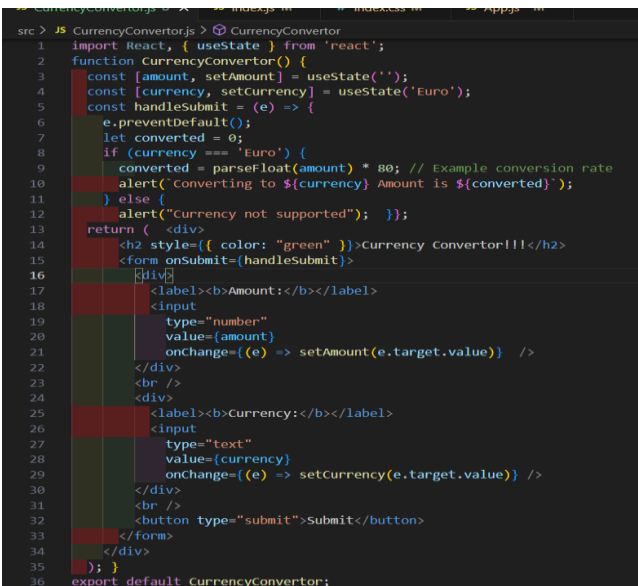 JS CurrencyConvertor.js U X JS index.js M # index.css M JS App.js M
src > JS CurrencyConvertor.js > CurrencyConvertor
1 import React, { useState } from 'react';
2 function CurrencyConvertor() {
3 const [amount, setAmount] = useState('');
4 const [currency, setCurrency] = useState('Euro');
5 const handleSubmit = (e) => {
6 e.preventDefault();
7 let converted = 0;
8 if (currency === 'Euro') {
9 converted = parseFloat(amount) * 80; // Example conversion rate
10 alert(`Converting to ${currency} Amount is ${converted}`);
11 } else {
12 alert("Currency not supported"); }};
13 return ( <div>
14 <h2 style={{ color: "green" }}>Currency Convertor!!!</h2>
15 <form onSubmit={handleSubmit}>
16 <div>
17 <label><b>Amount:</b></label>
18 <input
19 type="number"
20 value={amount}
21 onChange={(e) => setAmount(e.target.value)} />
22 </div>
23 <br />
24 <div>
25 <label><b>Currency:</b></label>
26 <input
27 type="text"
28 value={currency}
29 onChange={(e) => setCurrency(e.target.value)} />
30 </div>
31 <br />
32 <button type="submit">Submit</button>
33 </form>
34 </div>
35 ); }
36 export default CurrencyConvertor;